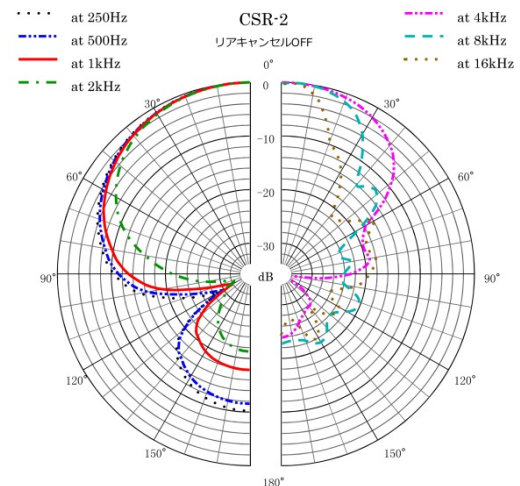 CSR-2
リアキャンセルOFF
at 250Hz
at 500Hz
at 1kHz
at 2kHz
at 4kHz
at 8kHz
at 16kHz
0°
0
30°
30°
−10
60°
60°
−20
−30
90°
dB
90°
120°
120°
150°
150°
180°